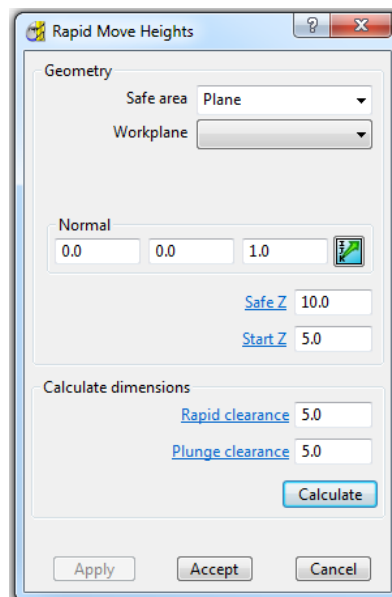 Rapid Move Heights
Geometry
Safe area Plane
Workplane
Normal
0.0 0.0 1.0
Safe Z 10.0
Start Z 5.0
Calculate dimensions
Rapid clearance 5.0
Plunge clearance 5.0
Calculate
Apply Accept Cancel